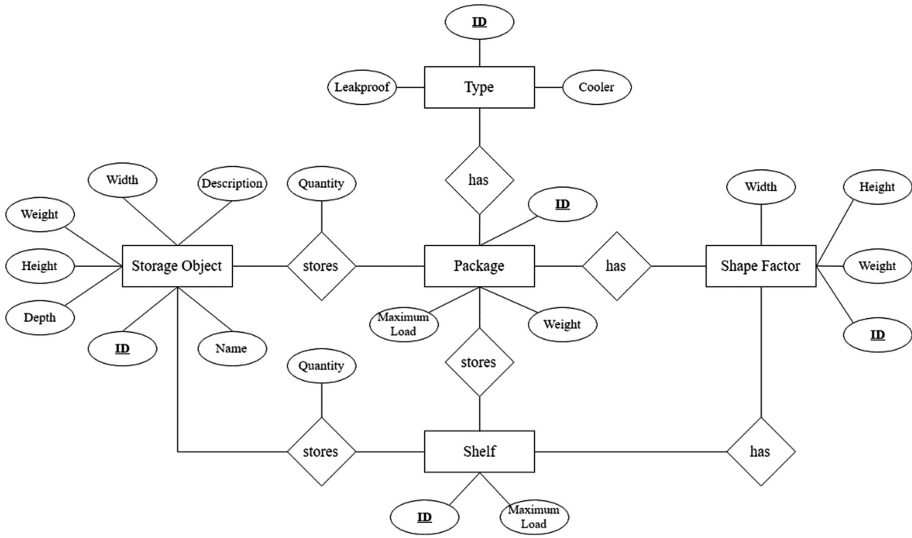 ID
Type
Leakproof
Cooler
has
Width
Description
Quantity
Width
Height
ID
Weight
Storage Object
Height
stores
Package
has
Shape Factor
Weight
Depth
Maximum
Load
Weight
ID
ID
Name
Quantity
stores
stores
Shelf
has
ID
Maximum
Load